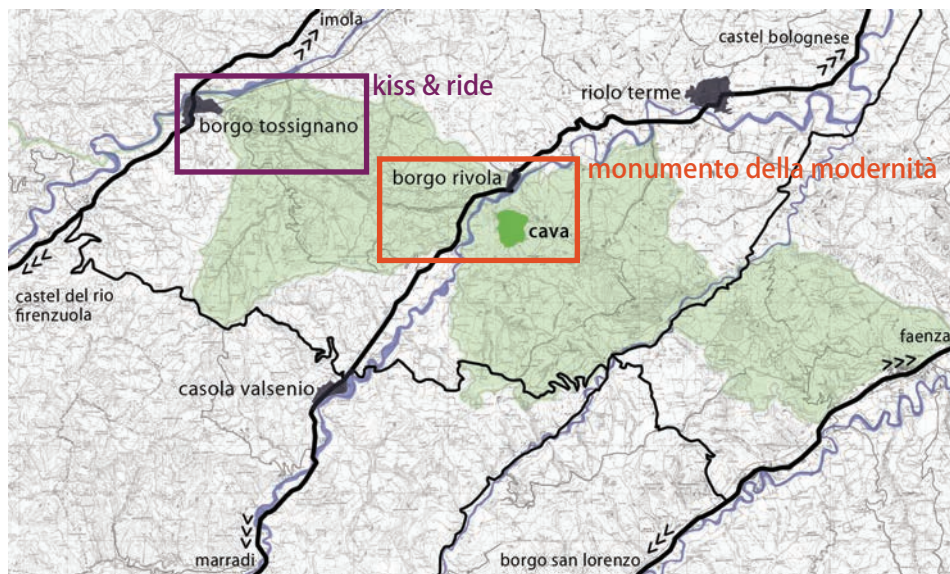 imola
castel bolognese
kiss & ride
riolo terme
borgo tossignano
monumento della modernità
borgo rivola
cava
castel del rio
firenzuola
faenza
casola valsenio
marradi
borgo san lorenzo